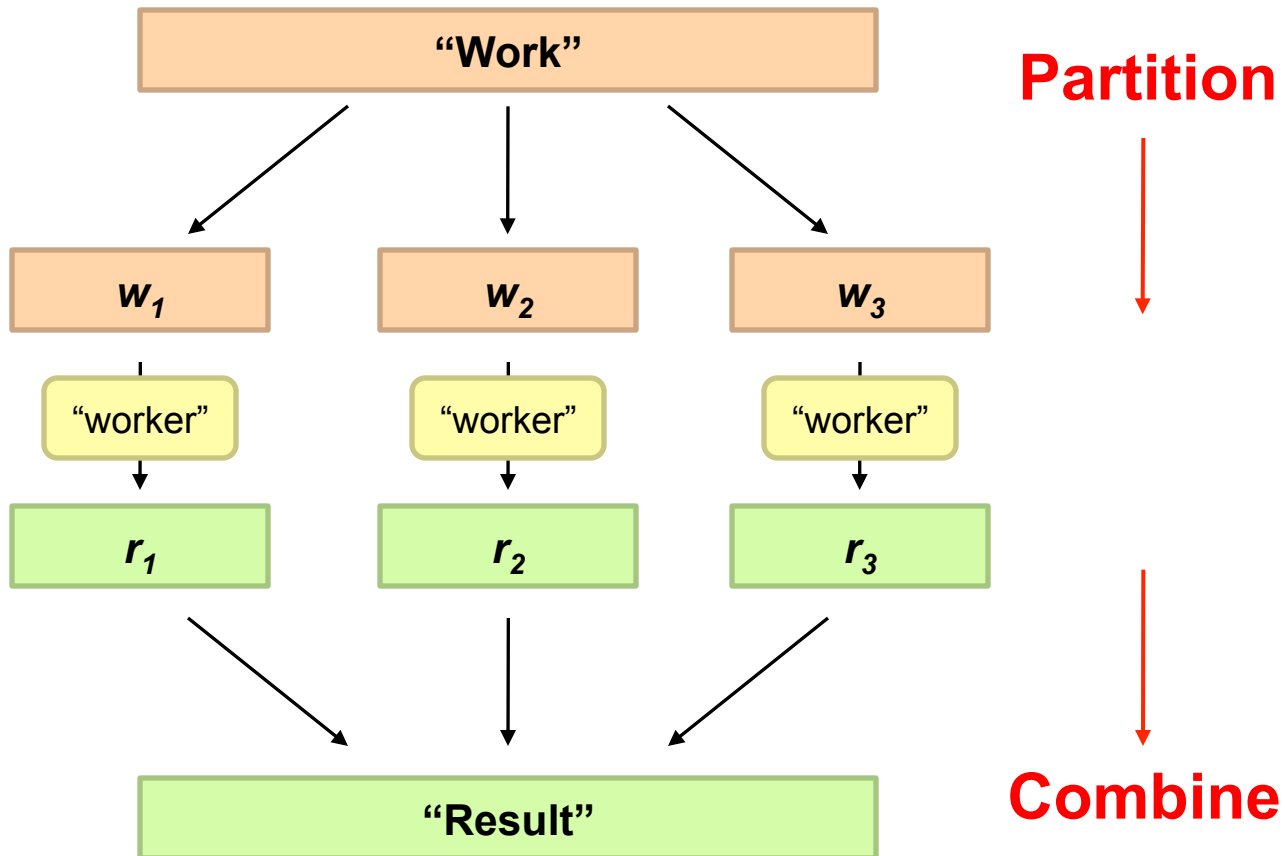 “Work”
Partition
w₁ w₂ w₃
“worker” “worker” “worker”
r₁ r₂ r₃
Combine
“Result”